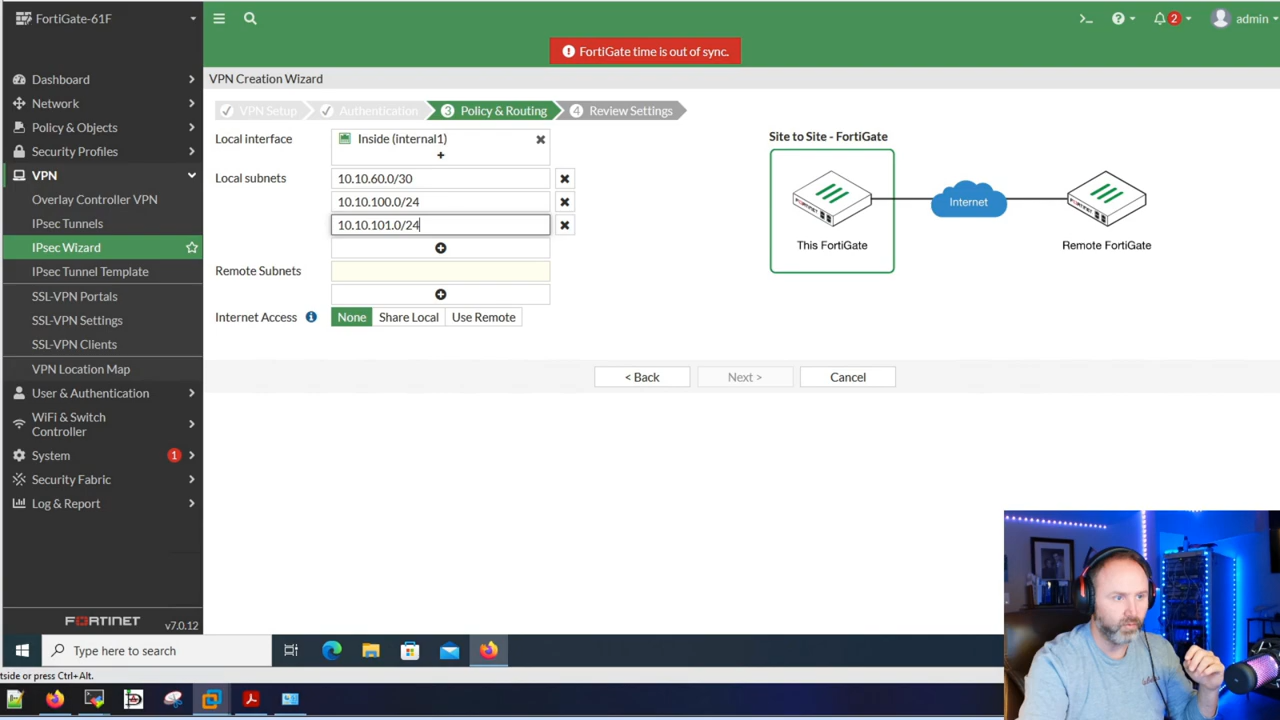 FortiGate-61F
admin
2
FortiGate time is out of sync.
Dashboard
Network
Policy & Objects
Security Profiles
VPN
Overlay Controller VPN
IPsec Tunnels
IPsec Wizard
IPsec Tunnel Template
SSL-VPN Portals
SSL-VPN Settings
SSL-VPN Clients
VPN Location Map
User & Authentication
WiFi & Switch
Controller
System
1
Security Fabric
Log & Report
FORTINET
v7.0.12
VPN Creation Wizard
VPN Setup
Authentication
3 Policy & Routing
4 Review Settings
Local interface
Inside (internal1)
Local subnets
10.10.60.0/30
10.10.100.0/24
10.10.101.0/24
Remote Subnets
Internet Access
None
Share Local
Use Remote
Site to Site - FortiGate
Internet
This FortiGate
Remote FortiGate
< Back
Next >
Cancel
Type here to search
tside or press Ctrl+Alt.